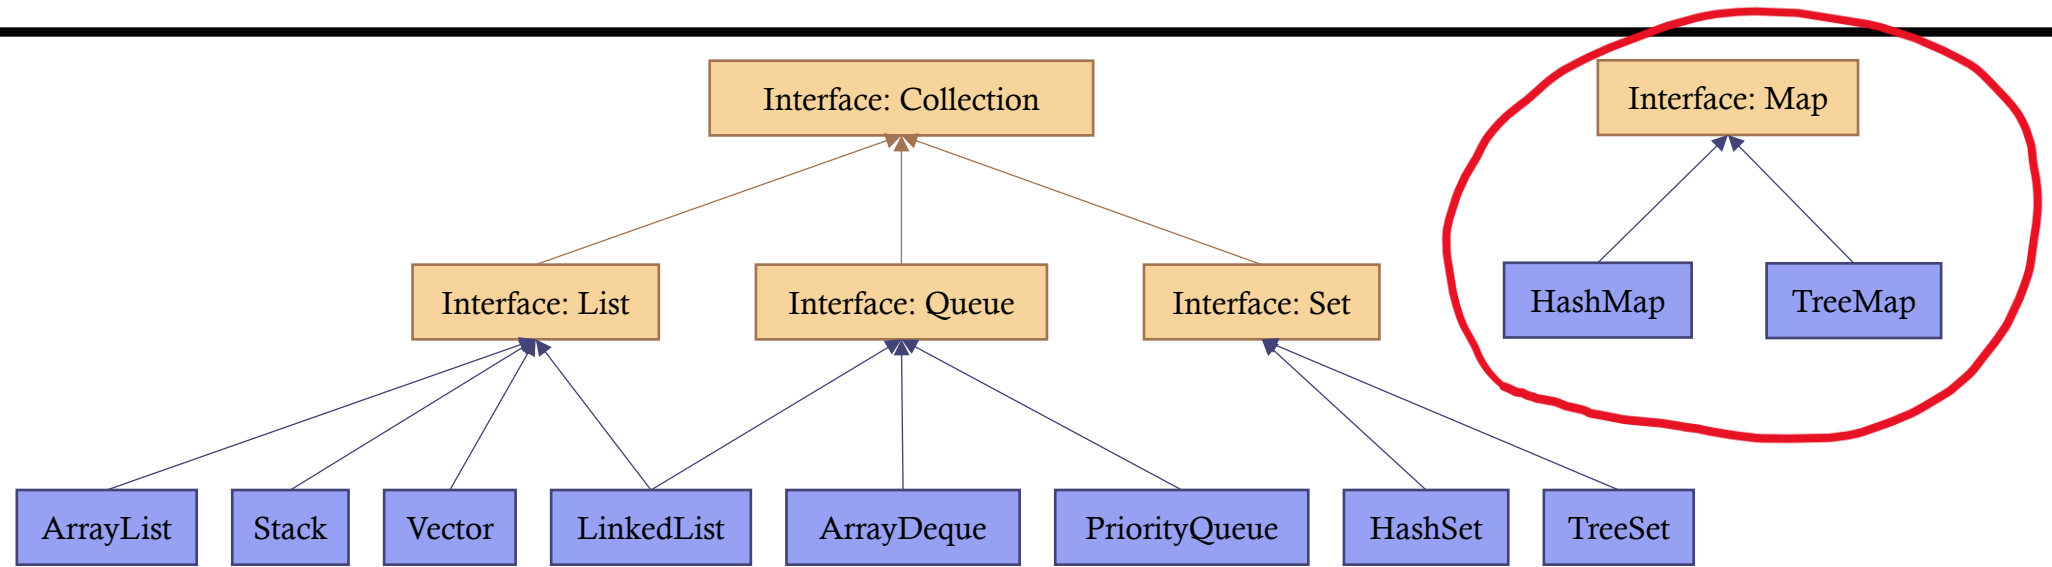 Interface: Collection
Interface: Map
Interface: List
Interface: Queue
Interface: Set
HashMap
TreeMap
ArrayList
Stack
Vector
LinkedList
ArrayDeque
PriorityQueue
HashSet
TreeSet